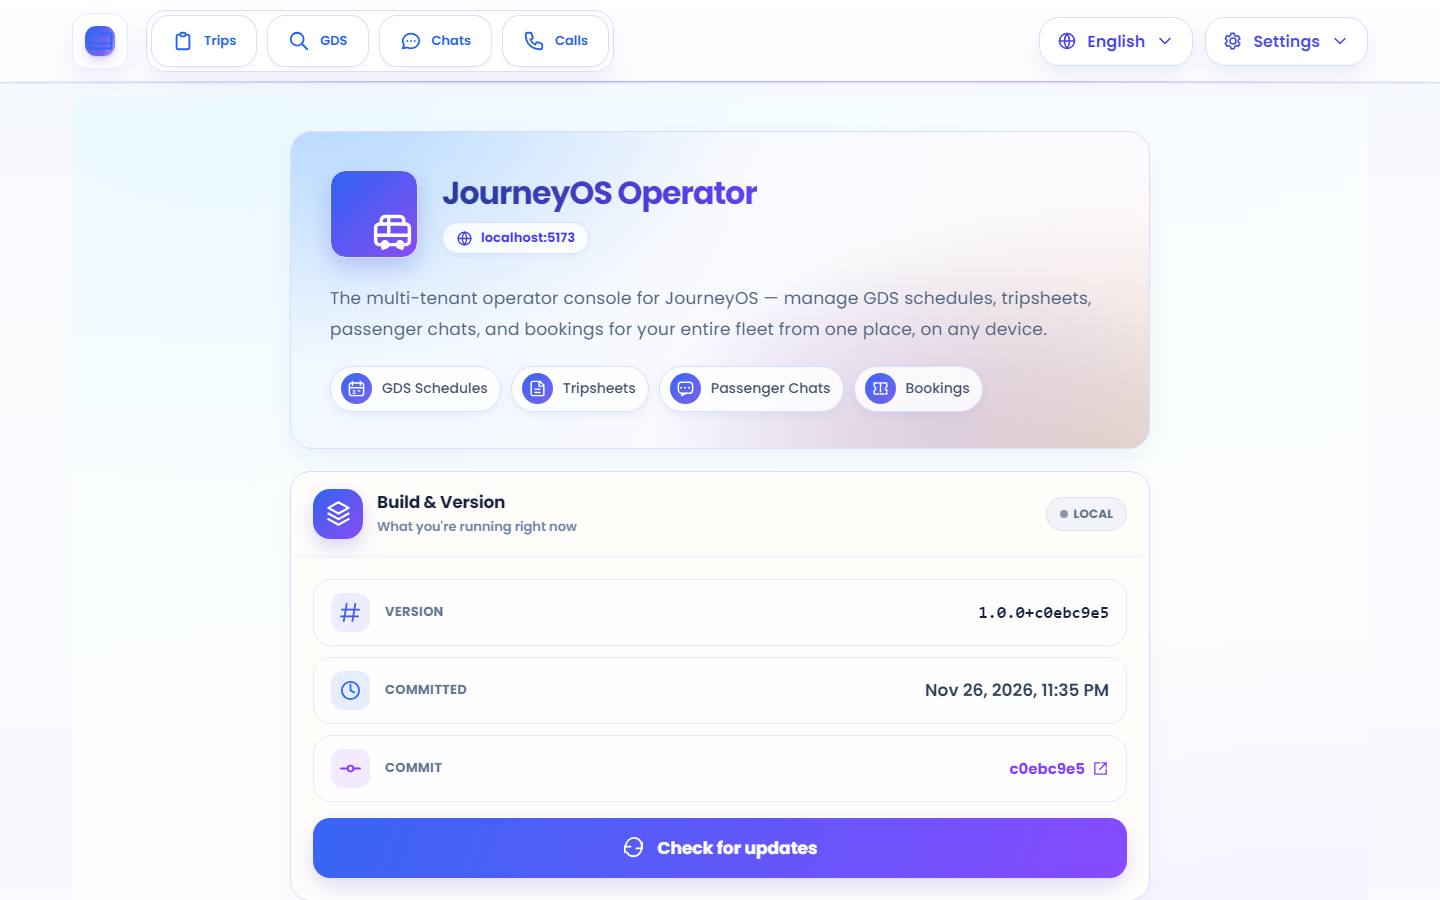 Trips
GDS
Chats
Calls
English
Settings
JourneyOS Operator
localhost:5173
The multi-tenant operator console for JourneyOS — manage GDS schedules, tripsheets,
passenger chats, and bookings for your entire fleet from one place, on any device.
GDS Schedules
Tripsheets
Passenger Chats
Bookings
Build & Version
What you're running right now
LOCAL
VERSION
1.0.0+c0ebc9e5
COMMITTED
Nov 26, 2026, 11:35 PM
COMMIT
c0ebc9e5
Check for updates